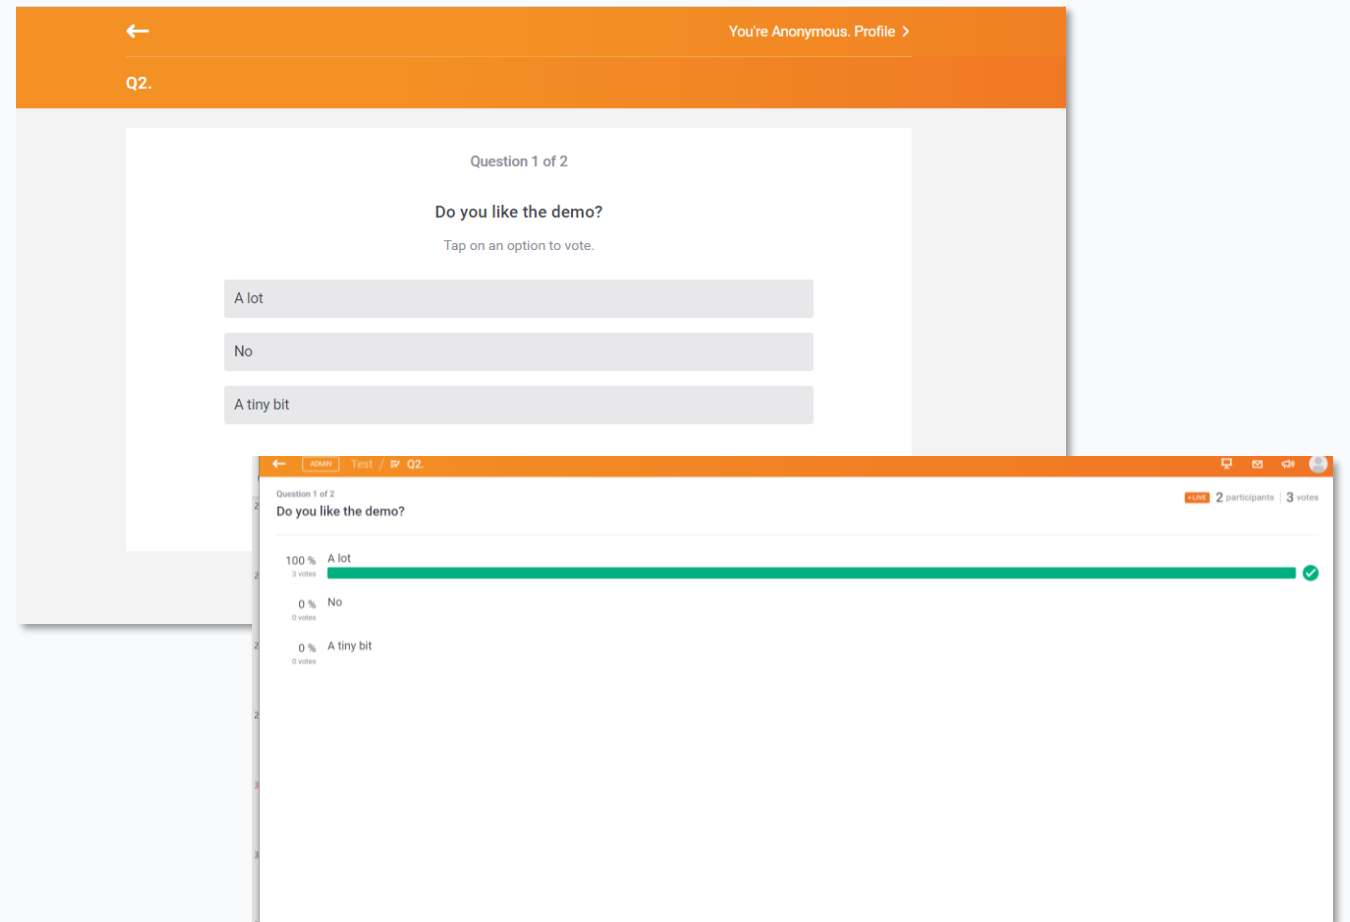 You're Anonymous. Profile
Q2.
Question 1 of 2
Do you like the demo?
Tap on an option to vote.
A lot
No
A tiny bit
ADMIN Test / Q2.
Question 1 of 2
Do you like the demo?
LIVE 2 participants 3 votes
100 % A lot
3 votes
0 % No
0 votes
0 % A tiny bit
0 votes